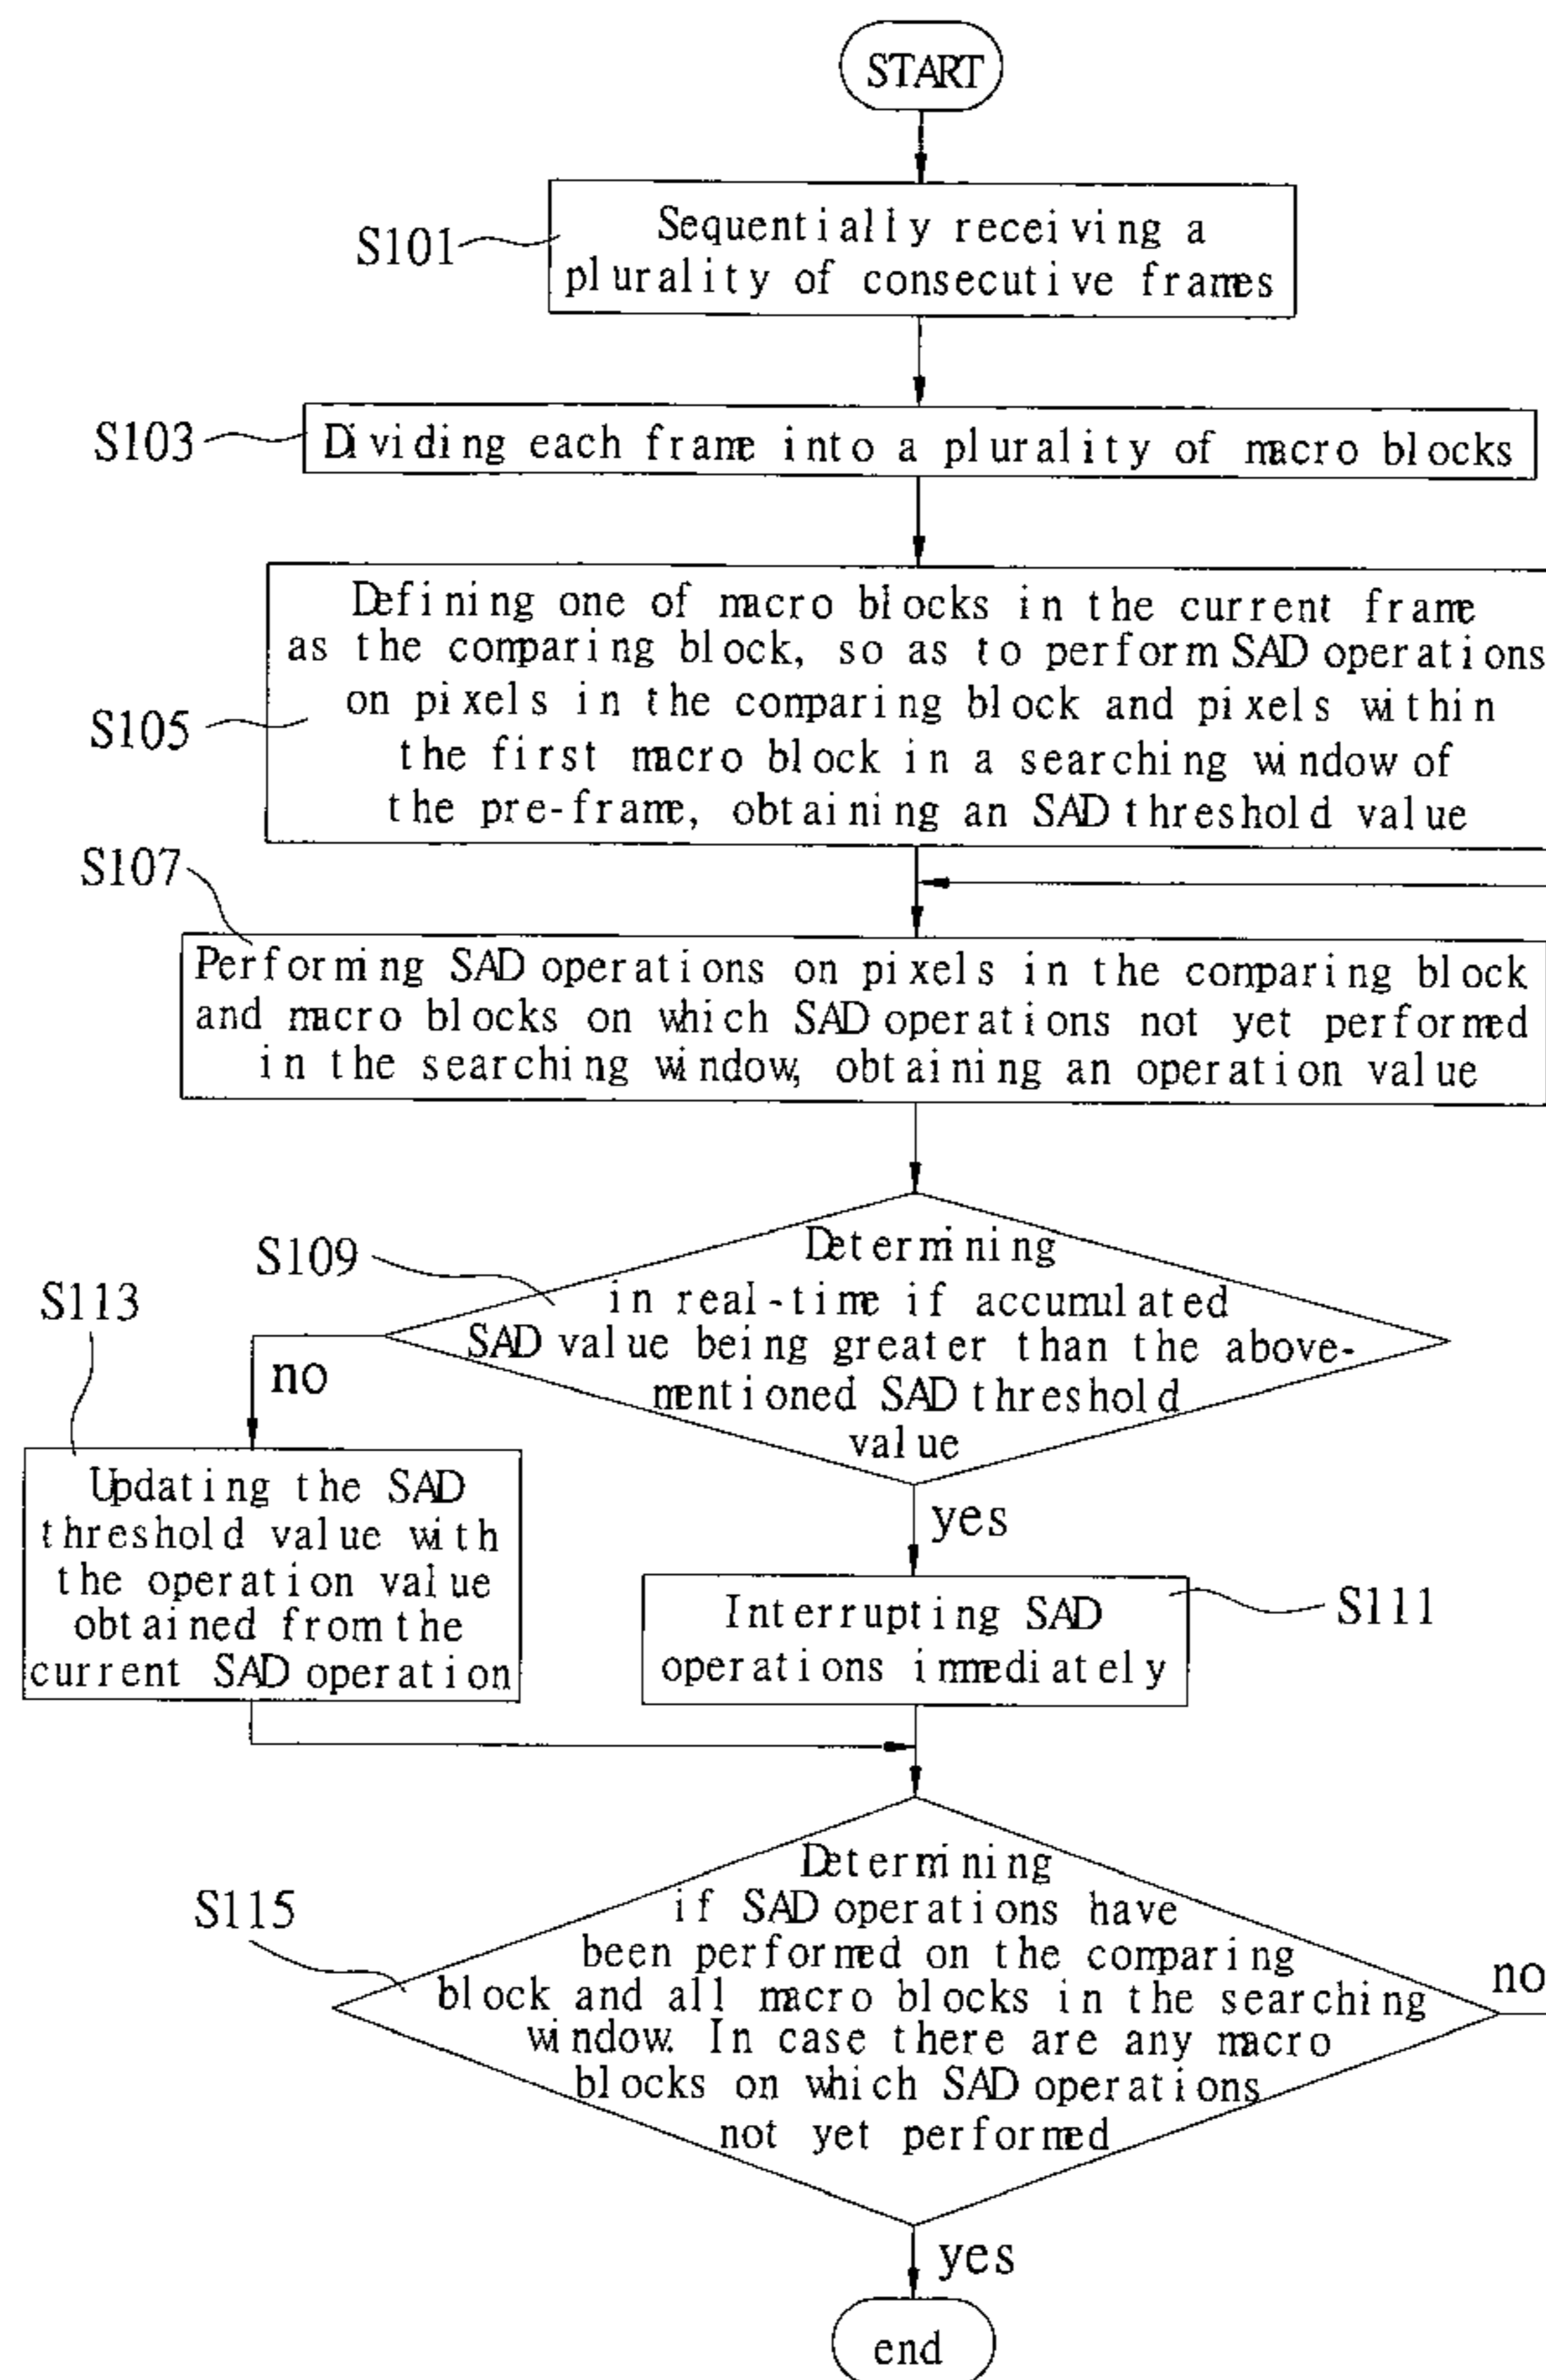 START
S101
Sequentially receiving a
plurality of consecutive frames
S103
Dividing each frame into a plurality of macro blocks
S105
Defining one of macro blocks in the current frame
as the comparing block, so as to perform SAD operations
on pixels in the comparing block and pixels within
the first macro block in a searching window of
the pre-frame, obtaining an SAD threshold value
S107
Performing SAD operations on pixels in the comparing block
and macro blocks on which SAD operations not yet performed
in the searching window, obtaining an operation value
S109
Determining
in real-time if accumulated
SAD value being greater than the above-
mentioned SAD threshold
value
S113
no
Updating the SAD
threshold value with
the operation value
obtained from the
current SAD operation
yes
Interrupting SAD
operations immediately
S111
S115
Determining
if SAD operations have
been performed on the comparing
block and all macro blocks in the searching
window. In case there are any macro
blocks on which SAD operations
not yet performed
no
yes
end